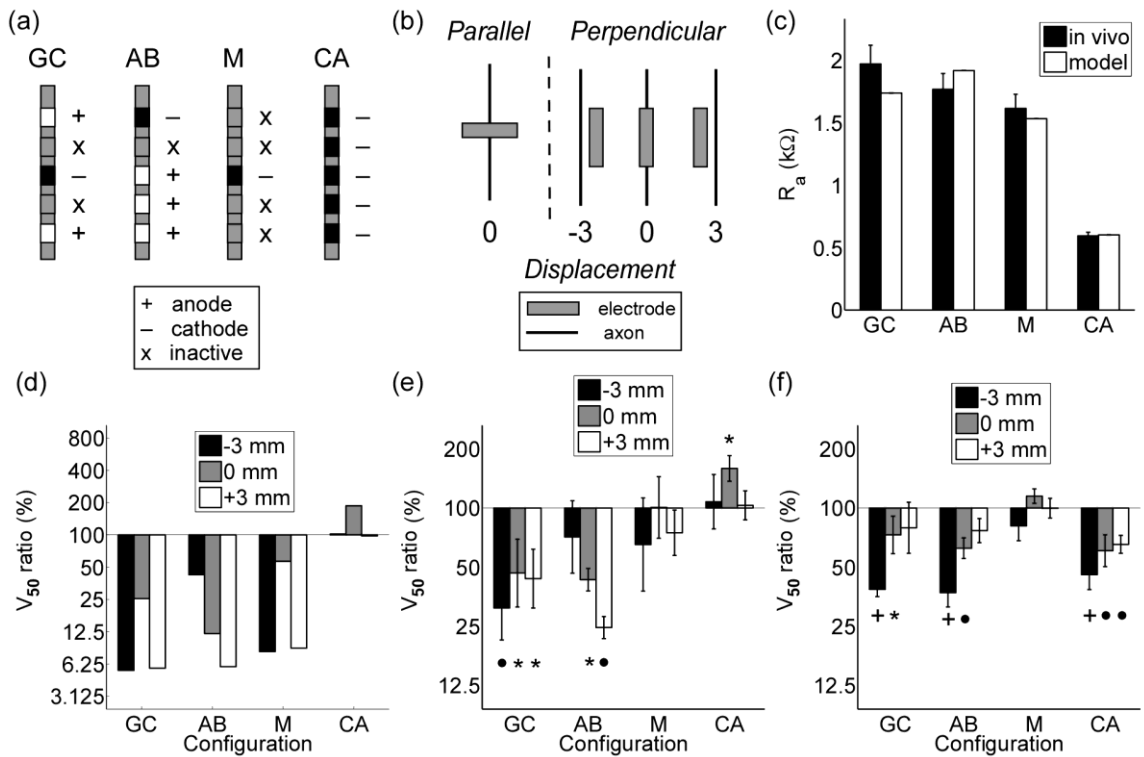 (a)
GC AB M CA
+ – x –
x x x –
– + – –
x + x –
+ + x –
+ anode
– cathode
x inactive
(b)
Parallel Perpendicular
0 -3 0 3
Displacement
electrode
axon
(c)
in vivo
model
2
1.5
1
0.5
0
Ra (kΩ)
GC AB M CA
(d)
-3 mm
0 mm
+3 mm
800
400
200
100
50
25
12.5
6.25
3.125
V50 ratio (%)
GC AB M CA
Configuration
(e)
-3 mm
0 mm
+3 mm
200
100
50
25
12.5
V50 ratio (%)
*
● * * * ●
GC AB M CA
Configuration
(f)
-3 mm
0 mm
+3 mm
200
100
50
25
12.5
V50 ratio (%)
+ * + ● + ● ●
GC AB M CA
Configuration